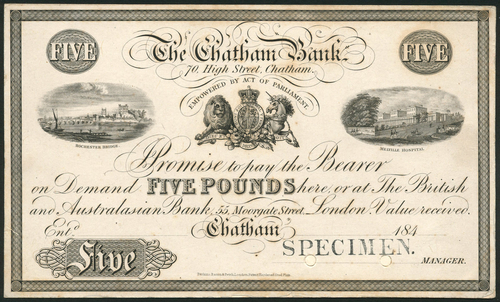 FIVE
The Chatham Bank
FIVE
70, High Street, Chatham.
EMPOWERED BY ACT OF PARLIAMENT
ROCHESTER BRIDGE.
HOSPITAL.
Promise to pay the Bearer
on Demand FIVE POUNDS here, or at The British
and Australasian Bank, 55, Moorgate Street, London. Value received.
Entd.
Chatham
184
SPECIMEN.
Five
MANAGER.